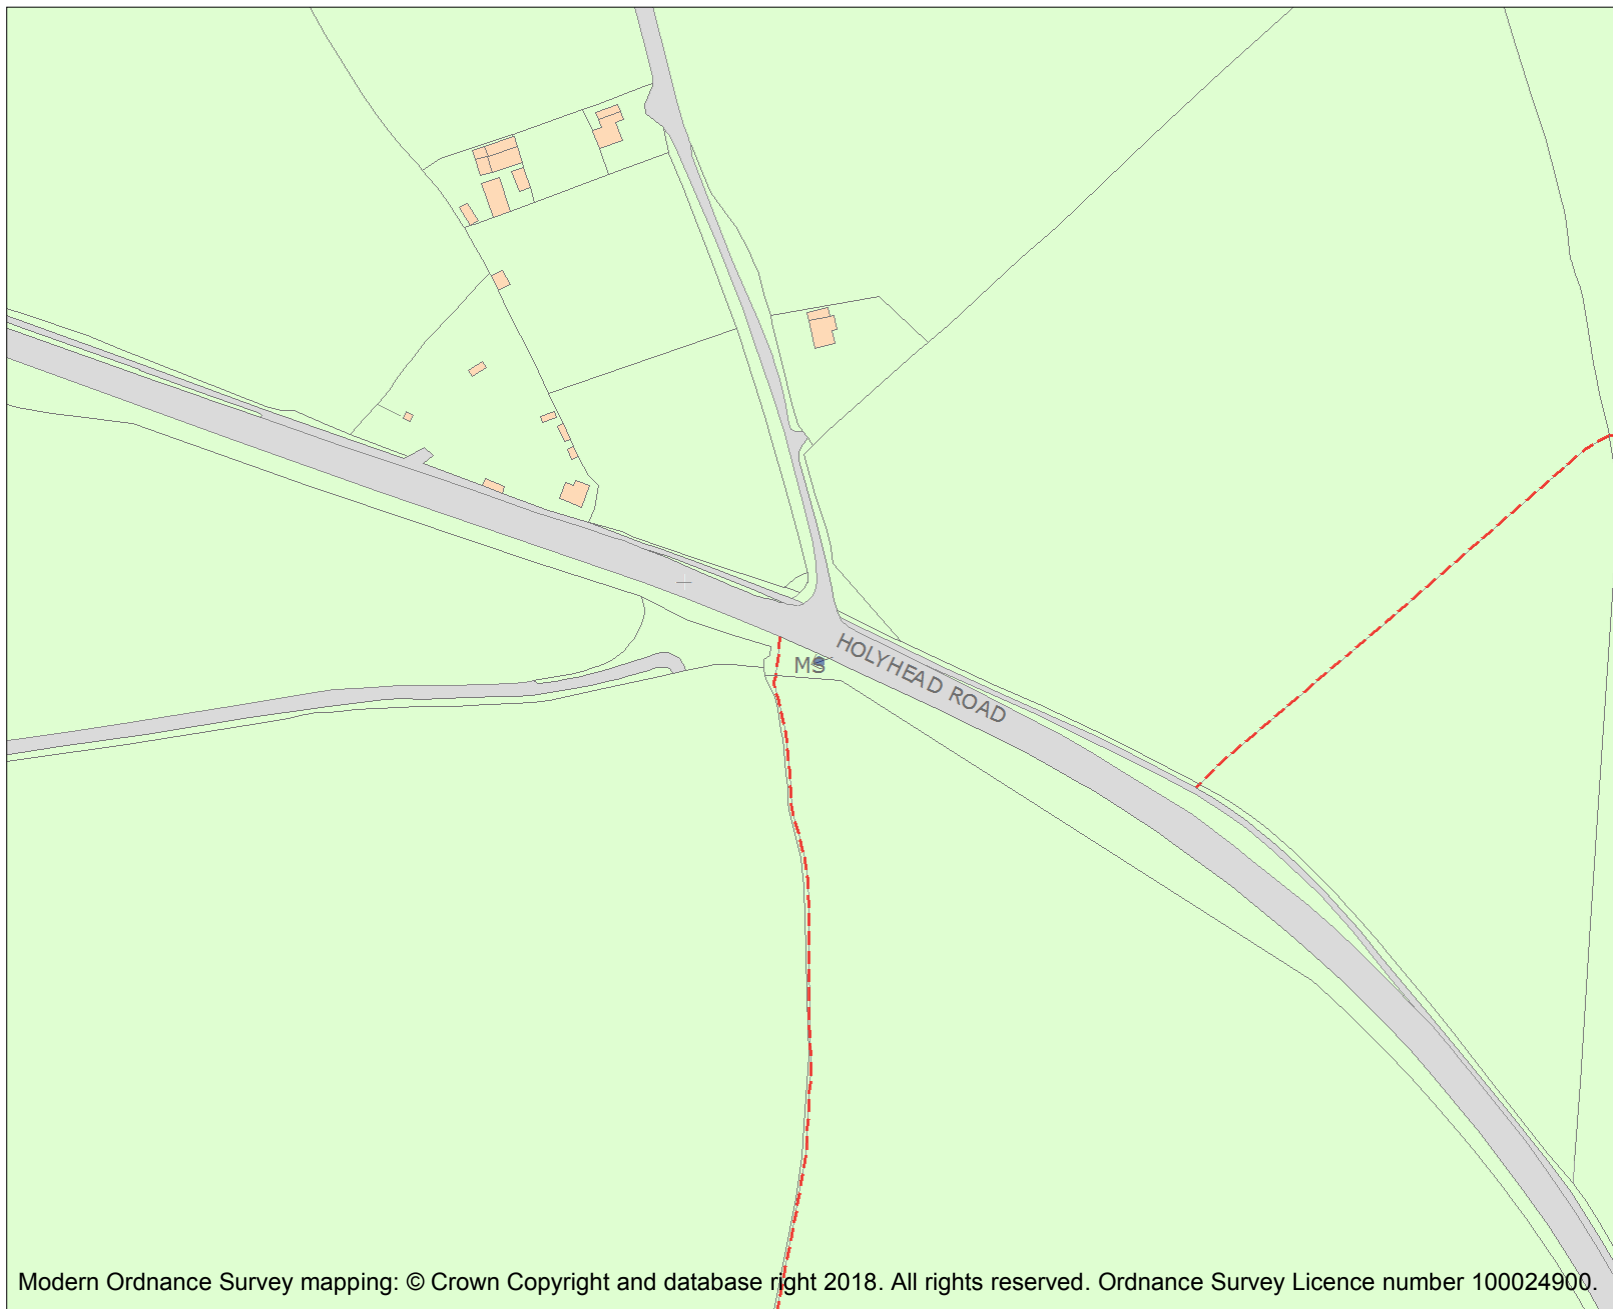 MS
HOLYHEAD ROAD
Modern Ordnance Survey mapping: © Crown Copyright and database right 2018. All rights reserved. Ordnance Survey Licence number 100024900.